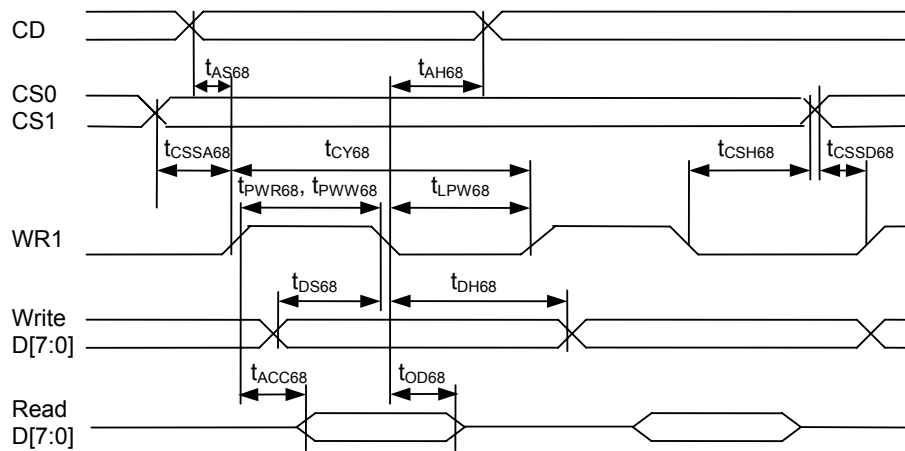 CD
tAS68 tAH68
CS0
CS1
tCSSA68 tCY68 tCSH68 tCSSD68
tPWR68, tPWW68 tLPW68
WR1
tDS68 tDH68
Write
D[7:0]
tACC68 tOD68
Read
D[7:0]